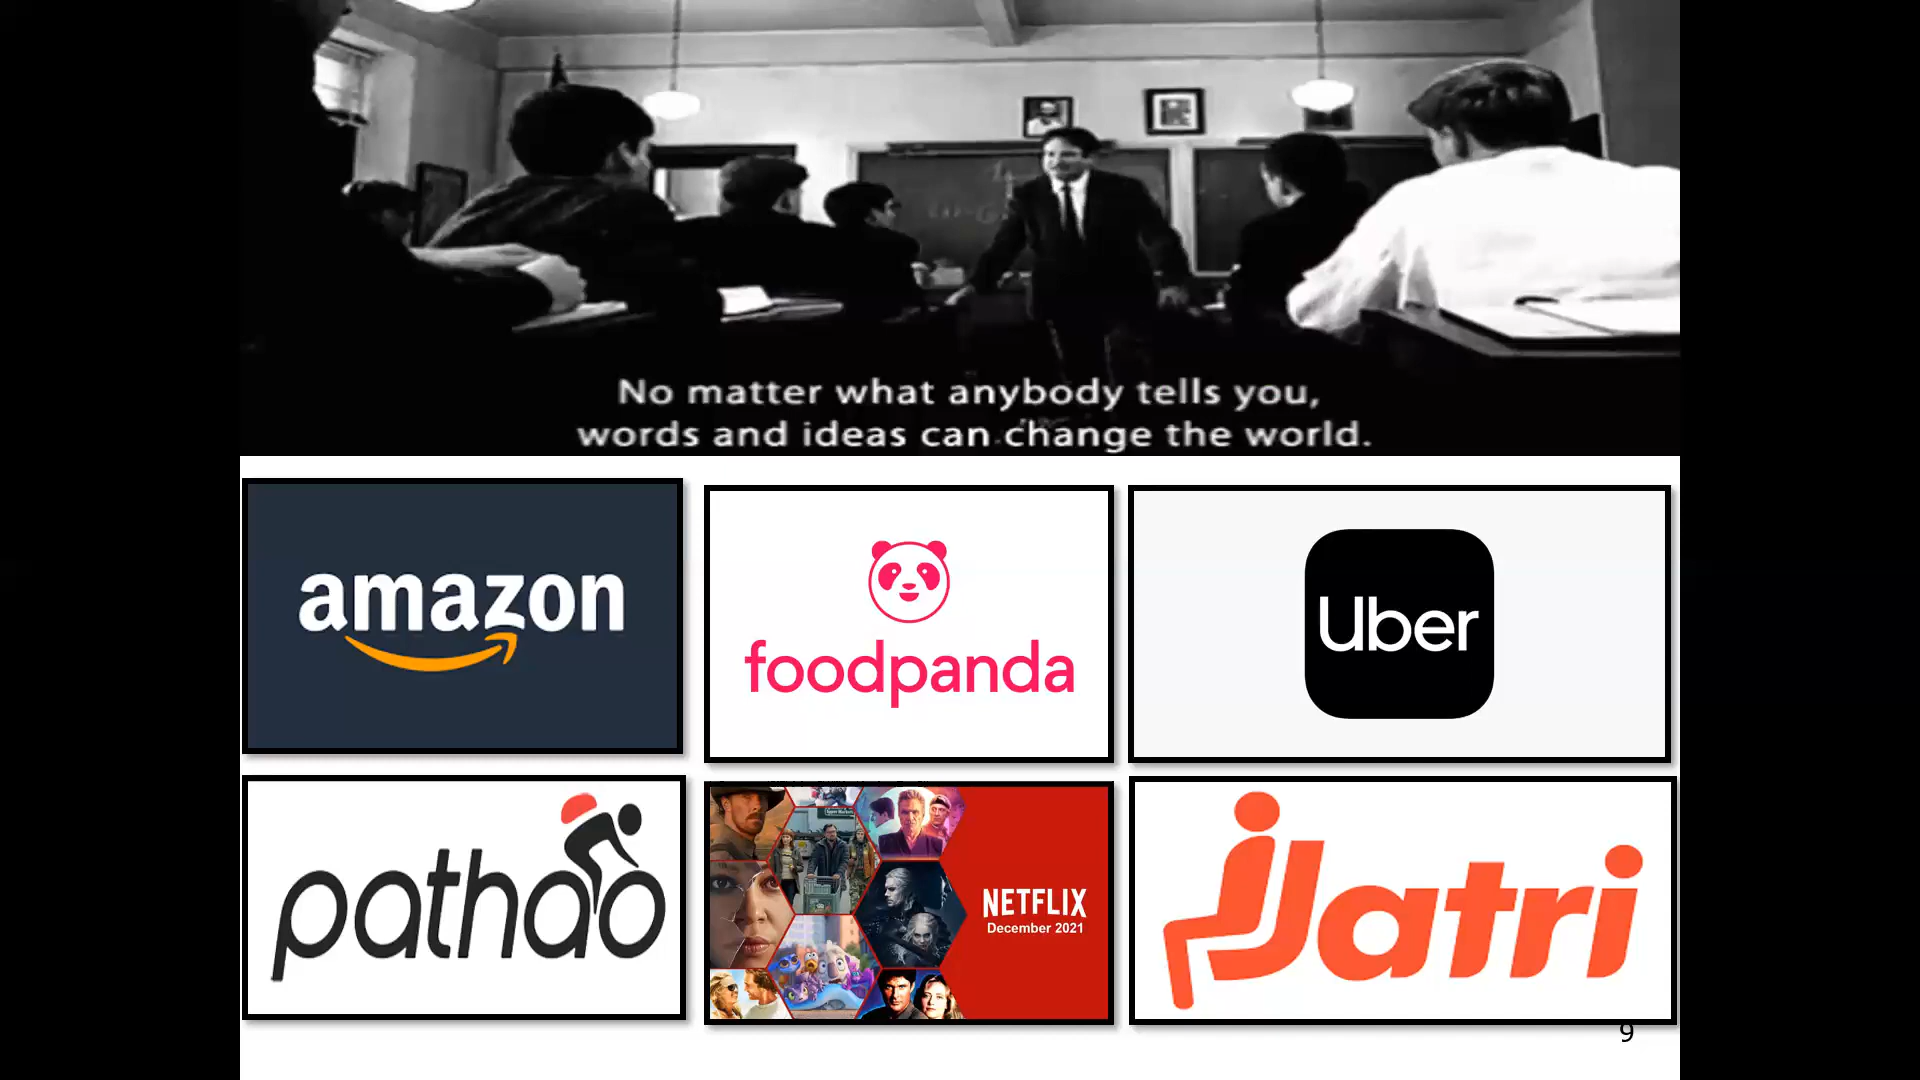 No matter what anybody tells you,
words and ideas can change the world.
amazon
foodpanda
Uber
pathao
NETFLIX
December 2021
Jatri
9